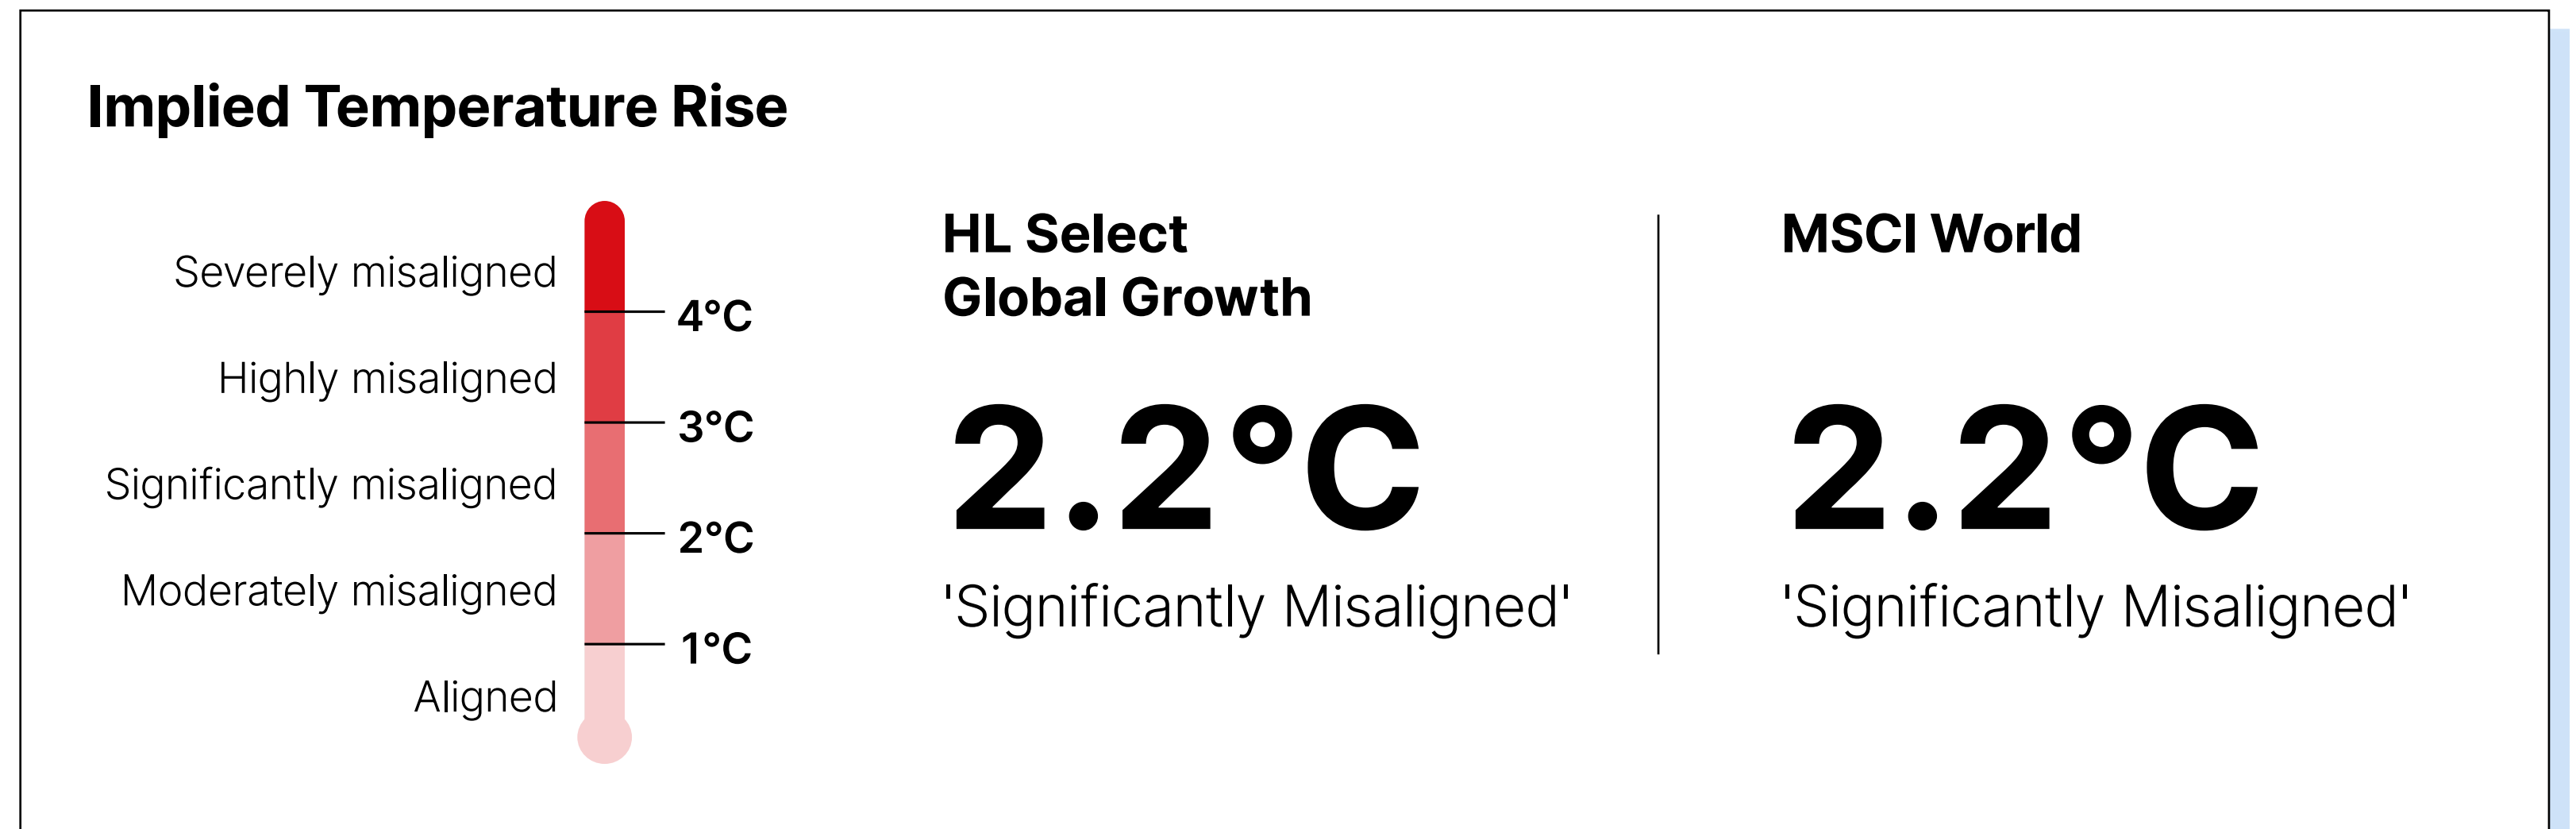 Implied Temperature Rise
Severely misaligned
4°C
Highly misaligned
3°C
Significantly misaligned
2°C
Moderately misaligned
1°C
Aligned
HL Select
Global Growth
2.2°C
'Significantly Misaligned'
MSCI World
2.2°C
'Significantly Misaligned'